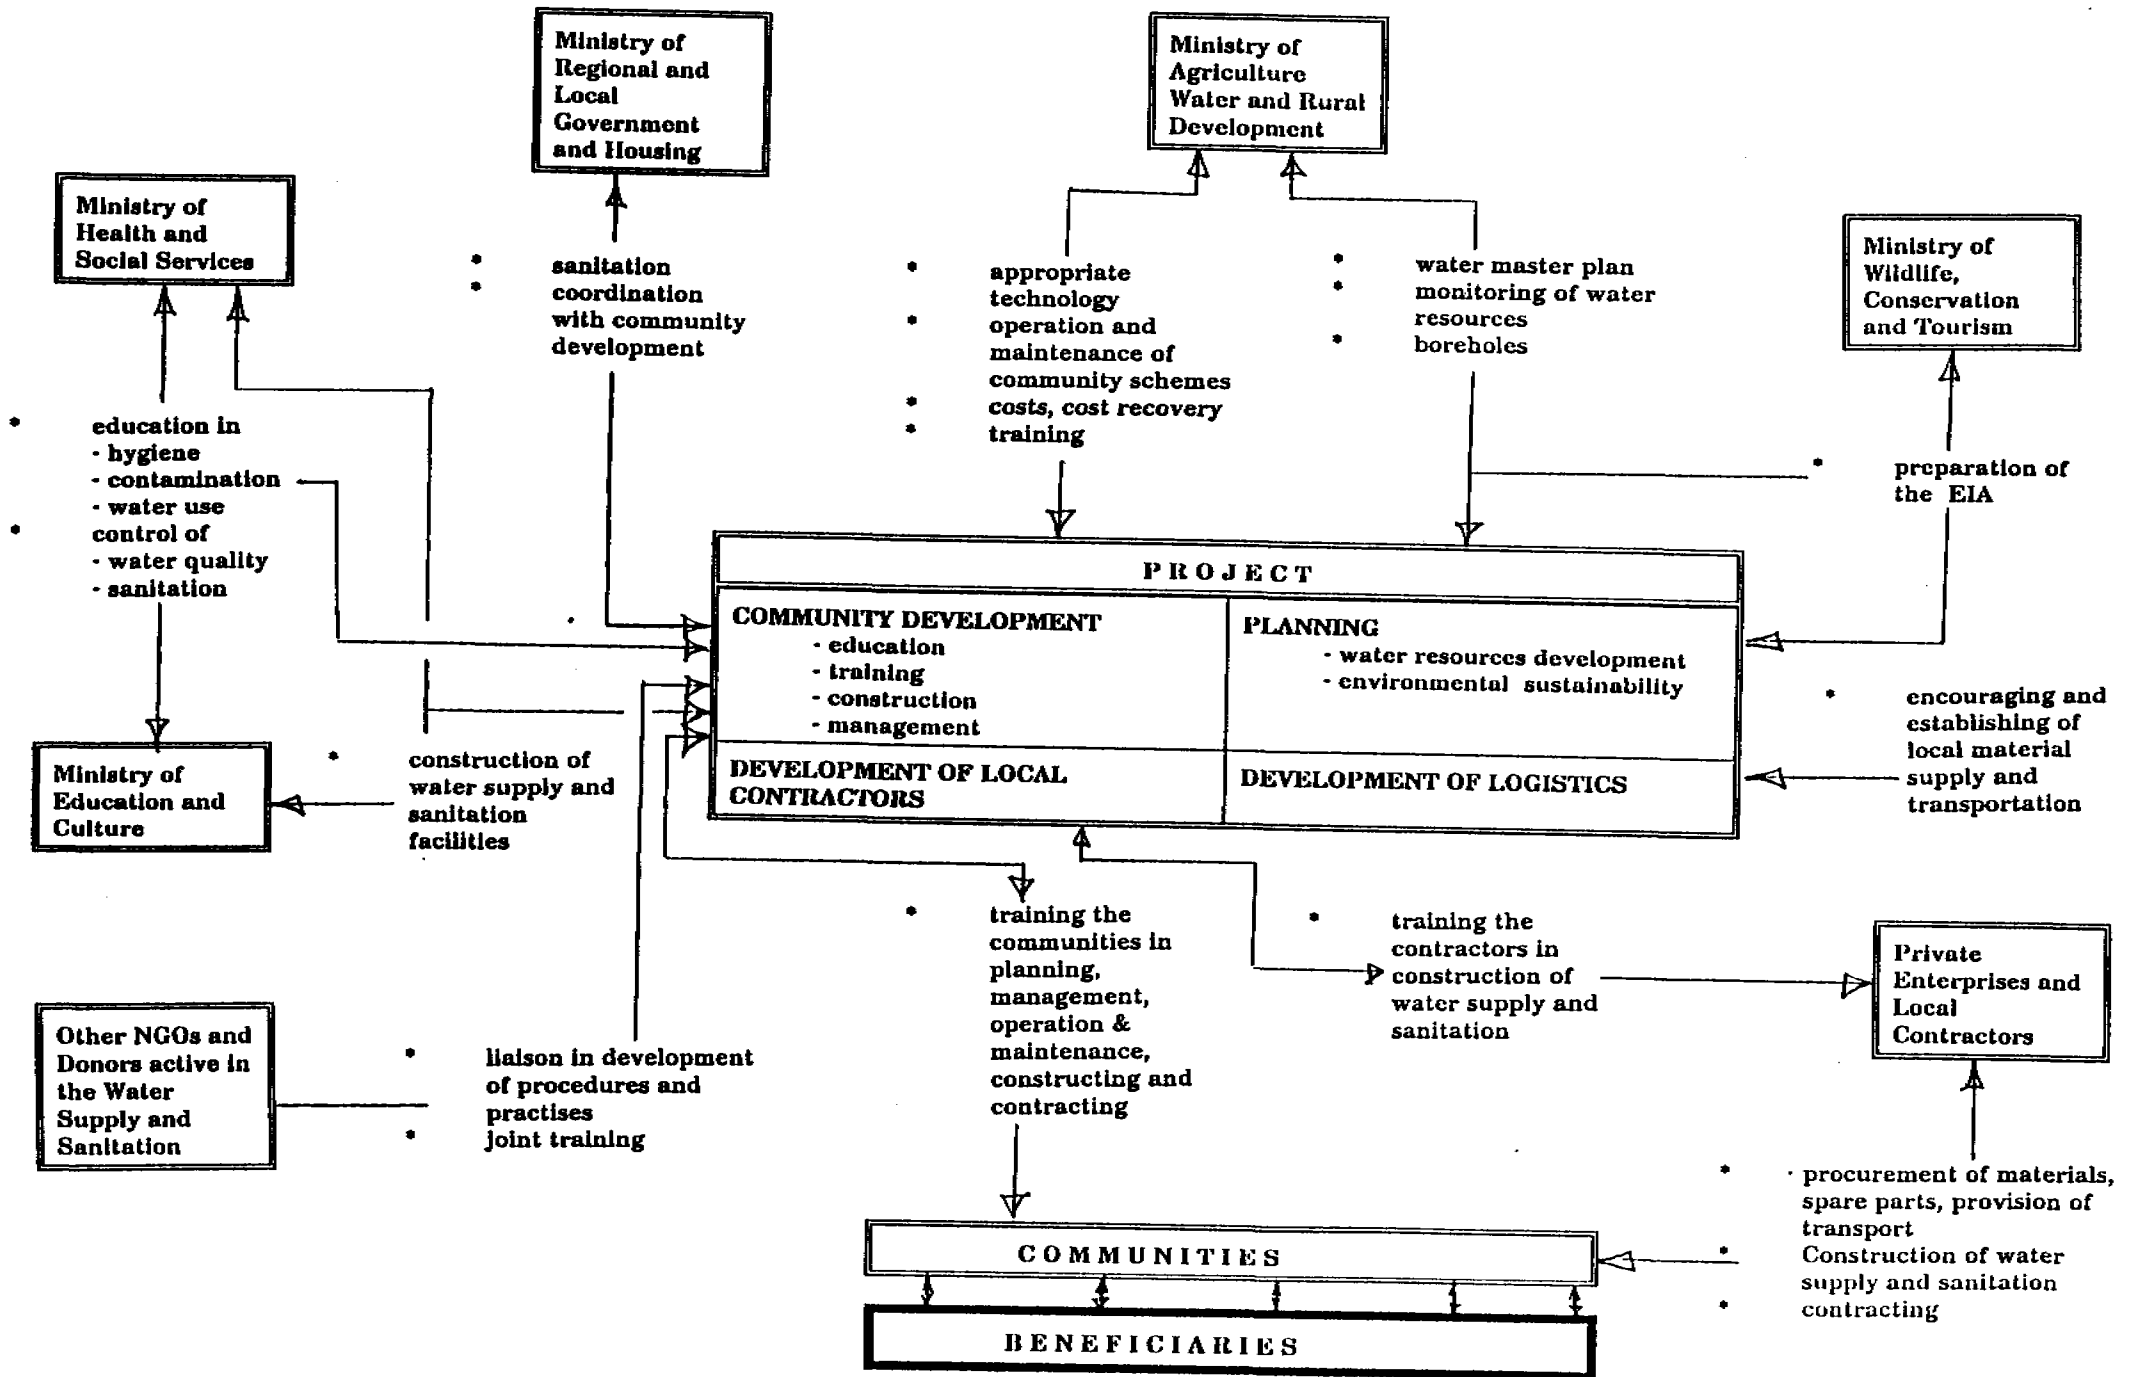 Ministry of
Regional and
Local
Government
and Housing
Ministry of
Agriculture
Water and Rural
Development
Ministry of
Health and
Social Services
Ministry of
Wildlife,
Conservation
and Tourism
* sanitation
* coordination
with community
development
* appropriate
technology
* operation and
maintenance of
community schemes
* costs, cost recovery
* training
* water master plan
* monitoring of water
resources
* boreholes
* education in
- hygiene
- contamination
- water use
* control of
- water quality
- sanitation
* preparation of
the EIA
PROJECT
COMMUNITY DEVELOPMENT
- education
- training
- construction
- management
PLANNING
- water resources development
- environmental sustainability
DEVELOPMENT OF LOCAL
CONTRACTORS
DEVELOPMENT OF LOGISTICS
* encouraging and
establishing of
local material
supply and
transportation
Ministry of
Education and
Culture
* construction of
water supply and
sanitation
facilities
* training the
communities in
planning,
management,
operation &
maintenance,
constructing and
contracting
* training the
contractors in
construction of
water supply and
sanitation
Private
Enterprises and
Local
Contractors
Other NGOs and
Donors active in
the Water
Supply and
Sanitation
* liaison in development
of procedures and
practises
* joint training
* procurement of materials,
spare parts, provision of
transport
* Construction of water
supply and sanitation
* contracting
COMMUNITIES
BENEFICIARIES